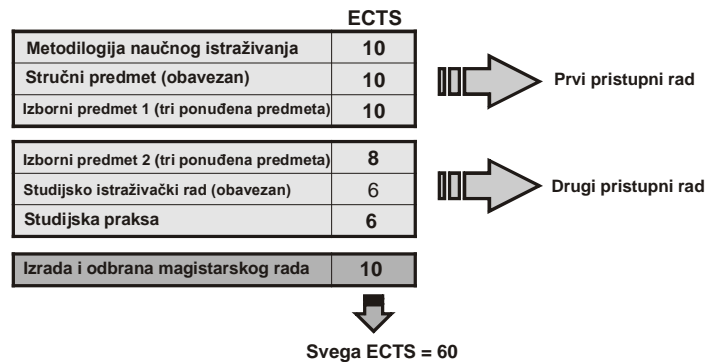 ECTS
Metodilogija naučnog istraživanja 10
Stručni predmet (obavezan) 10
Izborni predmet 1 (tri ponuđena predmeta) 10
Prvi pristupni rad
Izborni predmet 2 (tri ponuđena predmeta) 8
Studijsko istraživački rad (obavezan) 6
Studijska praksa 6
Drugi pristupni rad
Izrada i odbrana magistarskog rada 10
Svega ECTS = 60